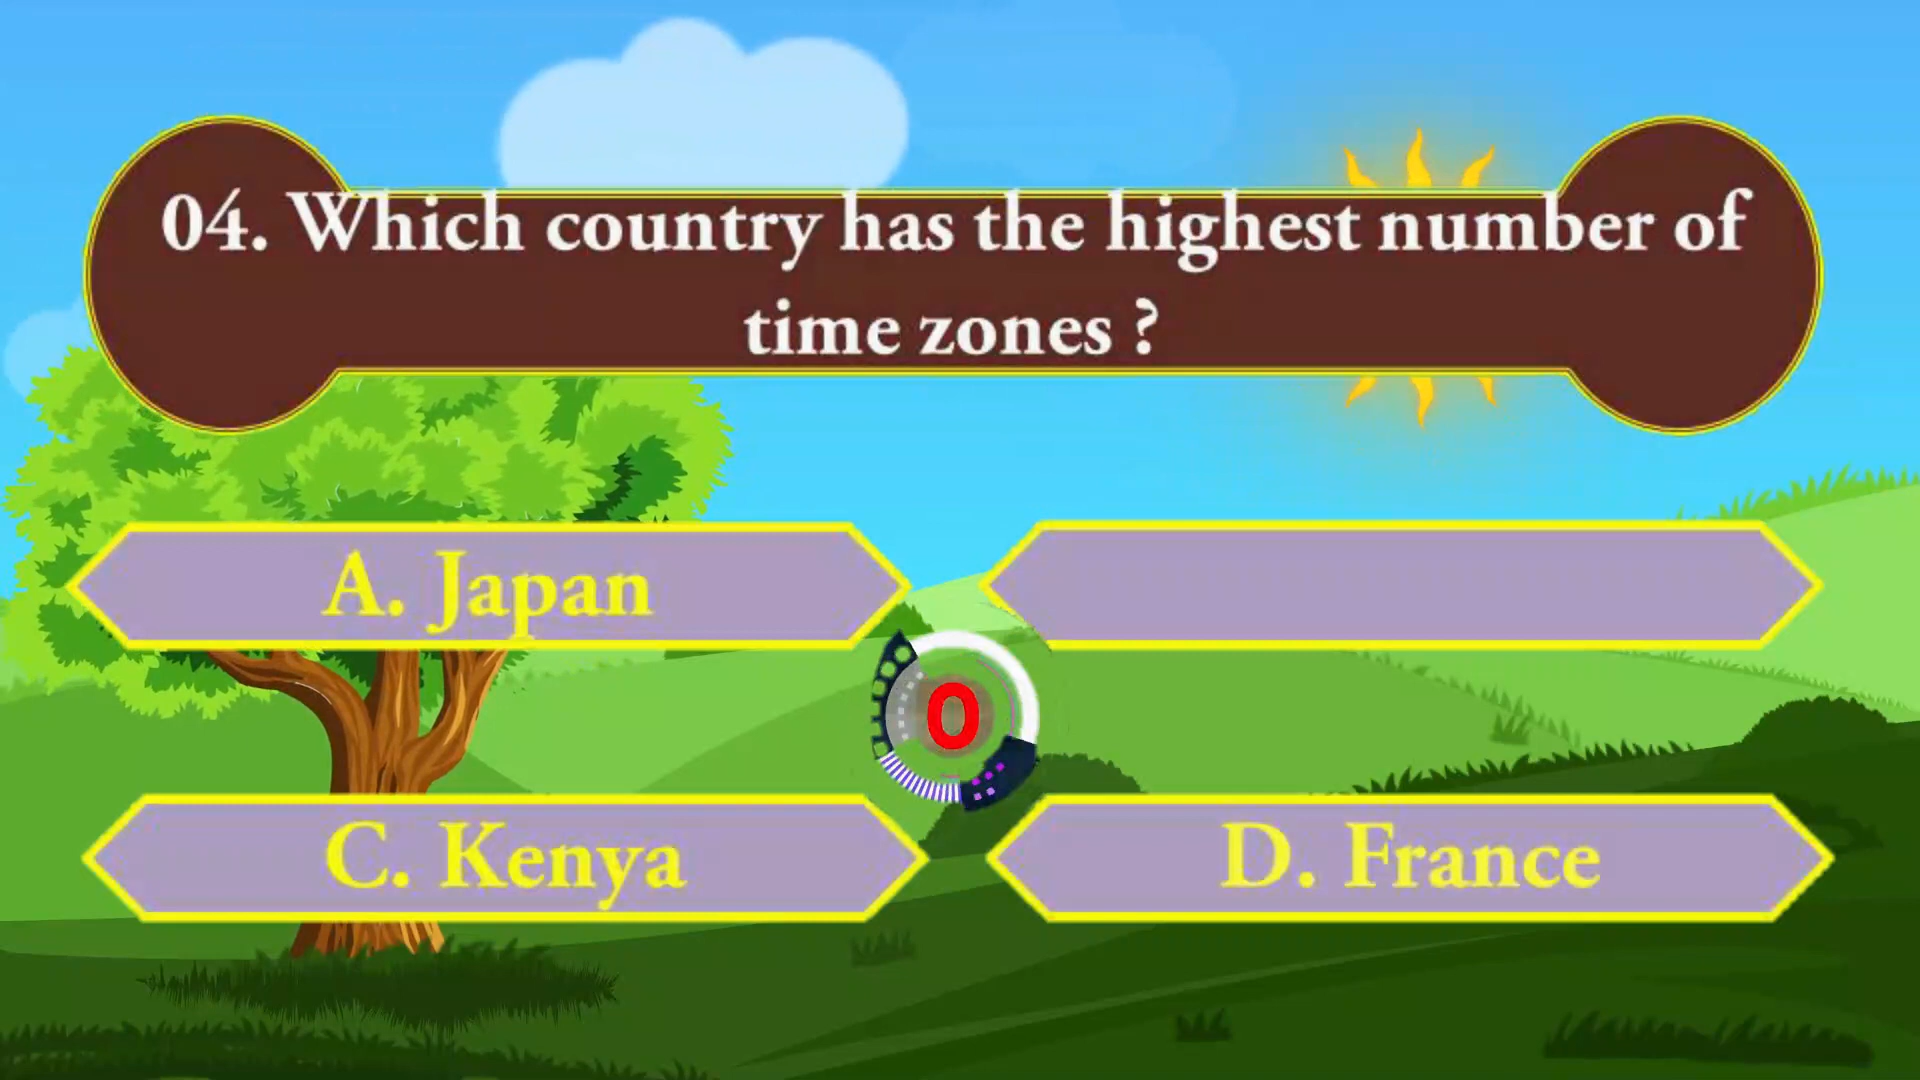 04. Which country has the highest number of
time zones ?
A. Japan
0
C. Kenya
D. France